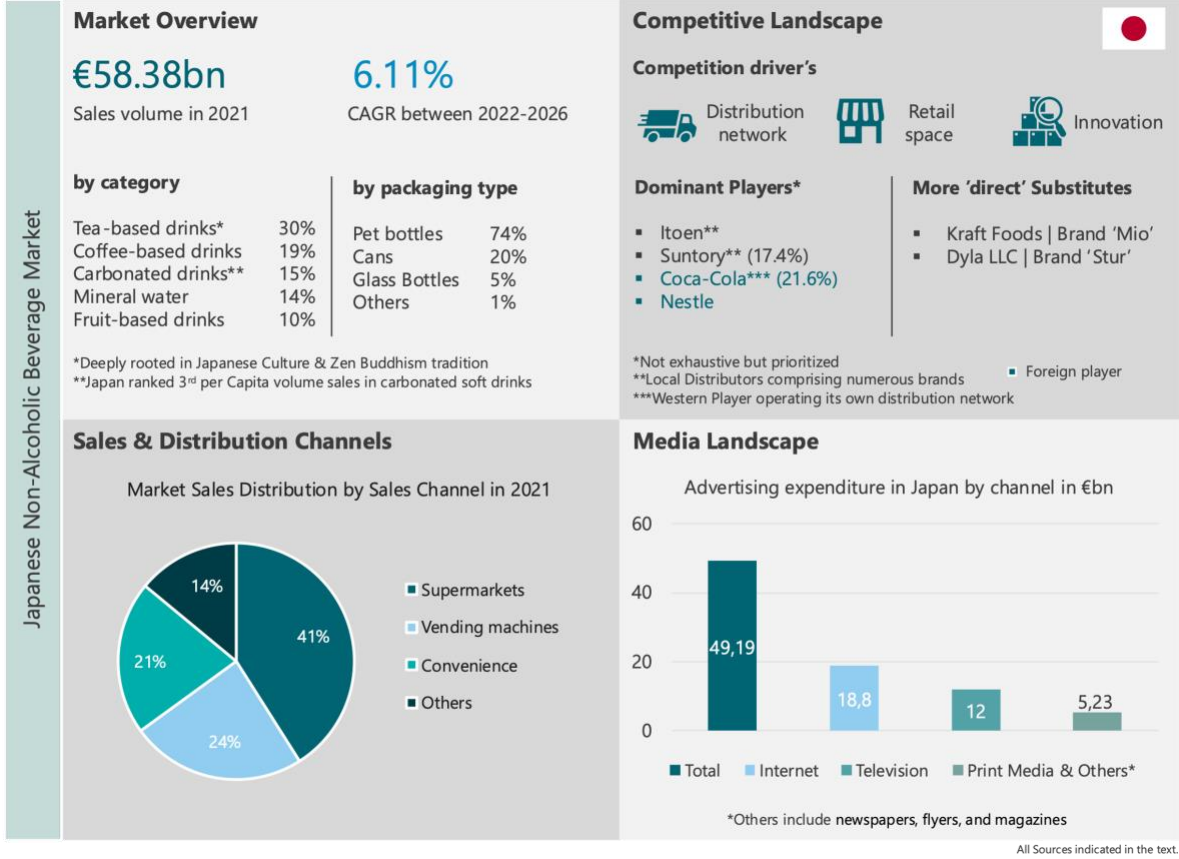 Japanese Non-Alcoholic Beverage Market
Market Overview
€58.38bn
Sales volume in 2021
6.11%
CAGR between 2022-2026
by category
Tea-based drinks* 30%
Coffee-based drinks 19%
Carbonated drinks** 15%
Mineral water 14%
Fruit-based drinks 10%
by packaging type
Pet bottles 74%
Cans 20%
Glass Bottles 5%
Others 1%
*Deeply rooted in Japanese Culture & Zen Buddhism tradition
**Japan ranked 3rd per Capita volume sales in carbonated soft drinks
Competitive Landscape
Competition driver’s
Distribution
network
Retail
space
Innovation
Dominant Players*
▪ Itoen**
▪ Suntory** (17.4%)
▪ Coca-Cola*** (21.6%)
▪ Nestle
More ‘direct’ Substitutes
▪ Kraft Foods | Brand ‘Mio’
▪ Dyla LLC | Brand ‘Stur’
*Not exhaustive but prioritized
**Local Distributors comprising numerous brands
***Western Player operating its own distribution network
▪ Foreign player
Sales & Distribution Channels
Market Sales Distribution by Sales Channel in 2021
14%
41%
21%
24%
Supermarkets
Vending machines
Convenience
Others
Media Landscape
Advertising expenditure in Japan by channel in €bn
60
40
20
0
49,19
18,8
12
5,23
Total Internet Television Print Media & Others*
*Others include newspapers, flyers, and magazines
All Sources indicated in the text.